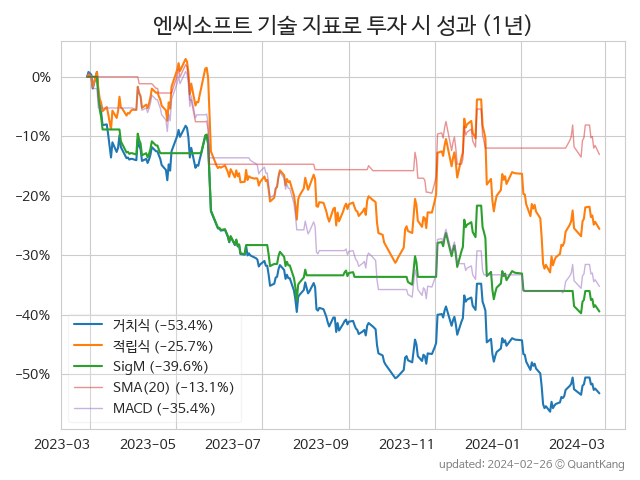 엔씨소프트 기술 지표로 투자 시 성과 (1년)
0%
−10%
−20%
−30%
−40%
−50%
거치식 (−53.4%)
적립식 (−25.7%)
SigM (−39.6%)
SMA(20) (−13.1%)
MACD (−35.4%)
2023−03 2023−05 2023−07 2023−09 2023−11 2024−01 2024−03
updated: 2024−02−26 © QuantKang